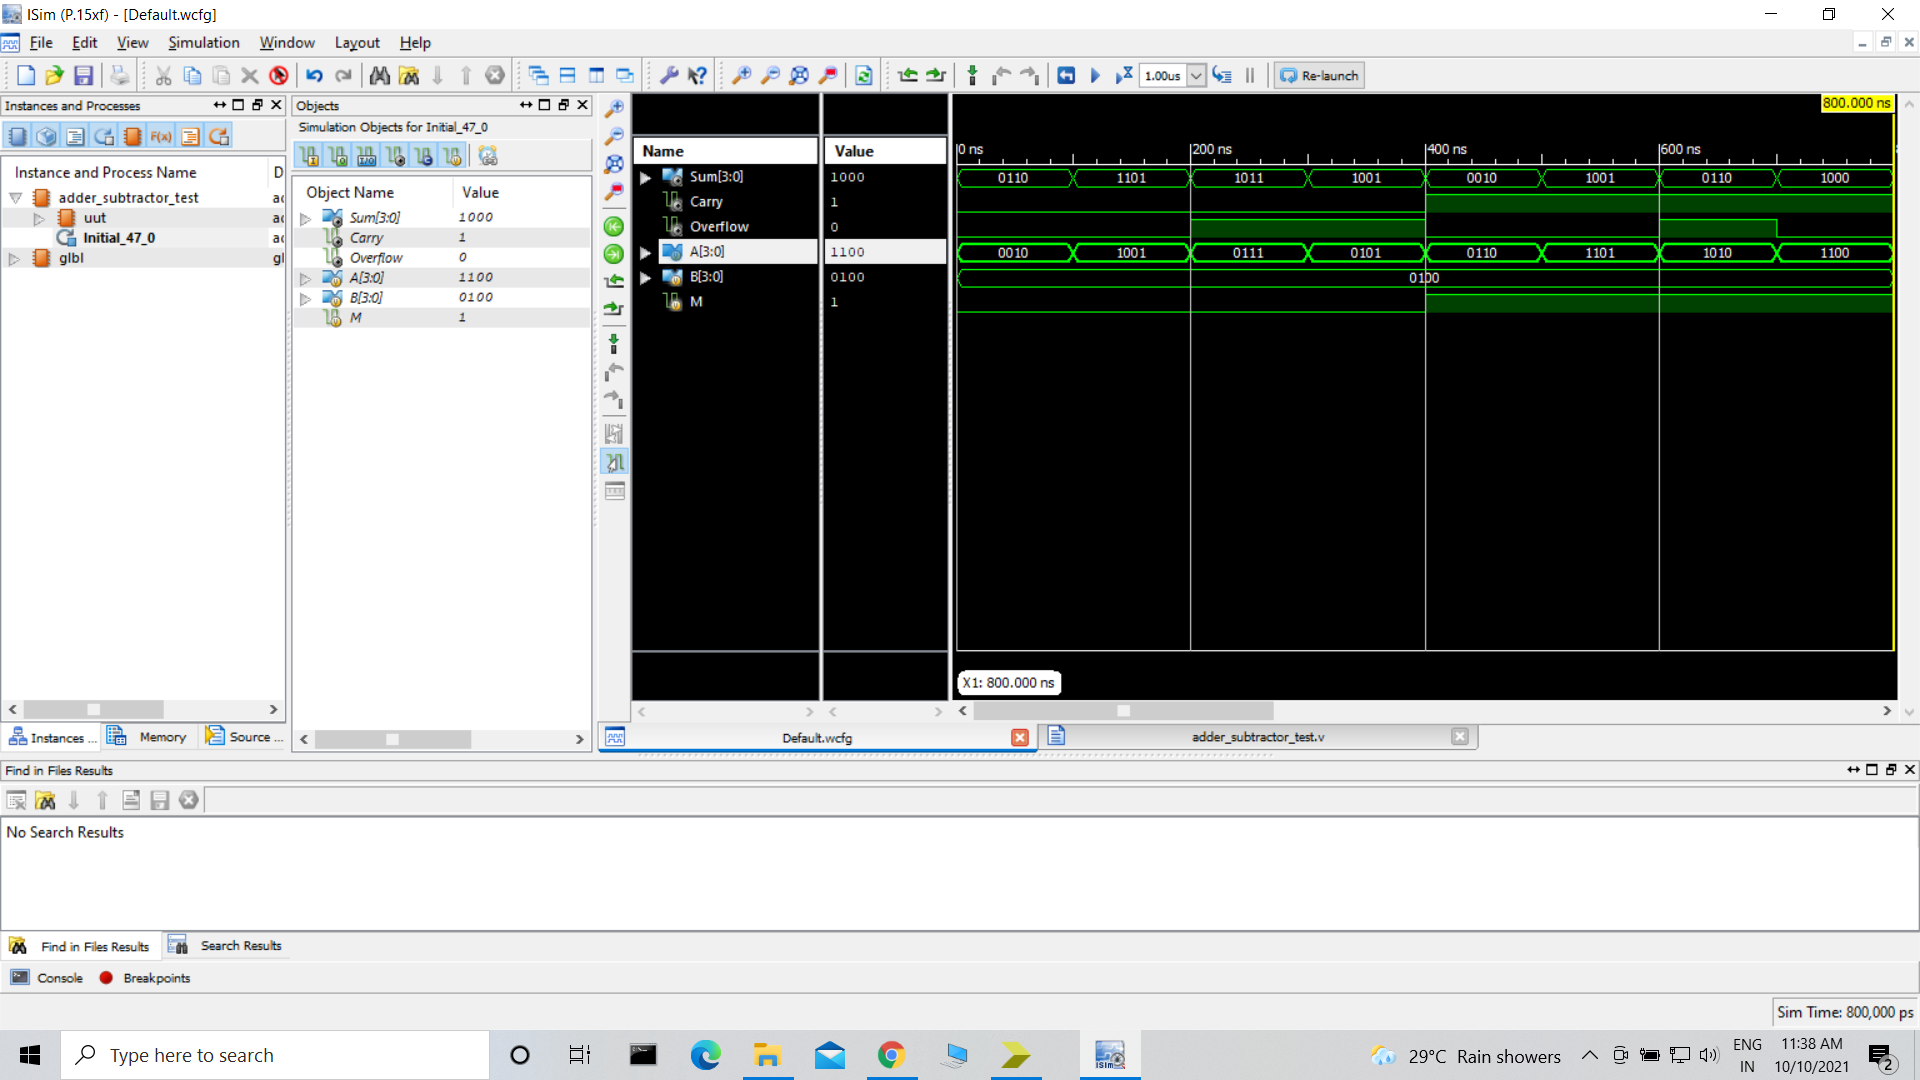 ISim (P.15xf) - [Default.wcfg]
File Edit View Simulation Window Layout Help
1.00us Re-launch
Instances and Processes
F(x)
Instance and Process Name D
adder_subtractor_test ac
uut ac
Initial_47_0 ac
glbl gl
Instances ... Memory Source ...
Objects
Simulation Objects for Initial_47_0
Object Name Value
Sum[3:0] 1000
Carry 1
Overflow 0
A[3:0] 1100
B[3:0] 0100
M 1
Name Value
Sum[3:0] 1000
Carry 1
Overflow 0
A[3:0] 1100
B[3:0] 0100
M 1
800.000 ns
0 ns 200 ns 400 ns 600 ns
0110 1101 1011 1001 0010 1001 0110 1000
0010 1001 0111 0101 0110 1101 1010 1100
0100
X1: 800.000 ns
Default.wcfg adder_subtractor_test.v
Find in Files Results
No Search Results
Find in Files Results Search Results
Console Breakpoints
Sim Time: 800,000 ps
Type here to search
ISim
29°C Rain showers
ENG
IN
11:38 AM
10/10/2021
2